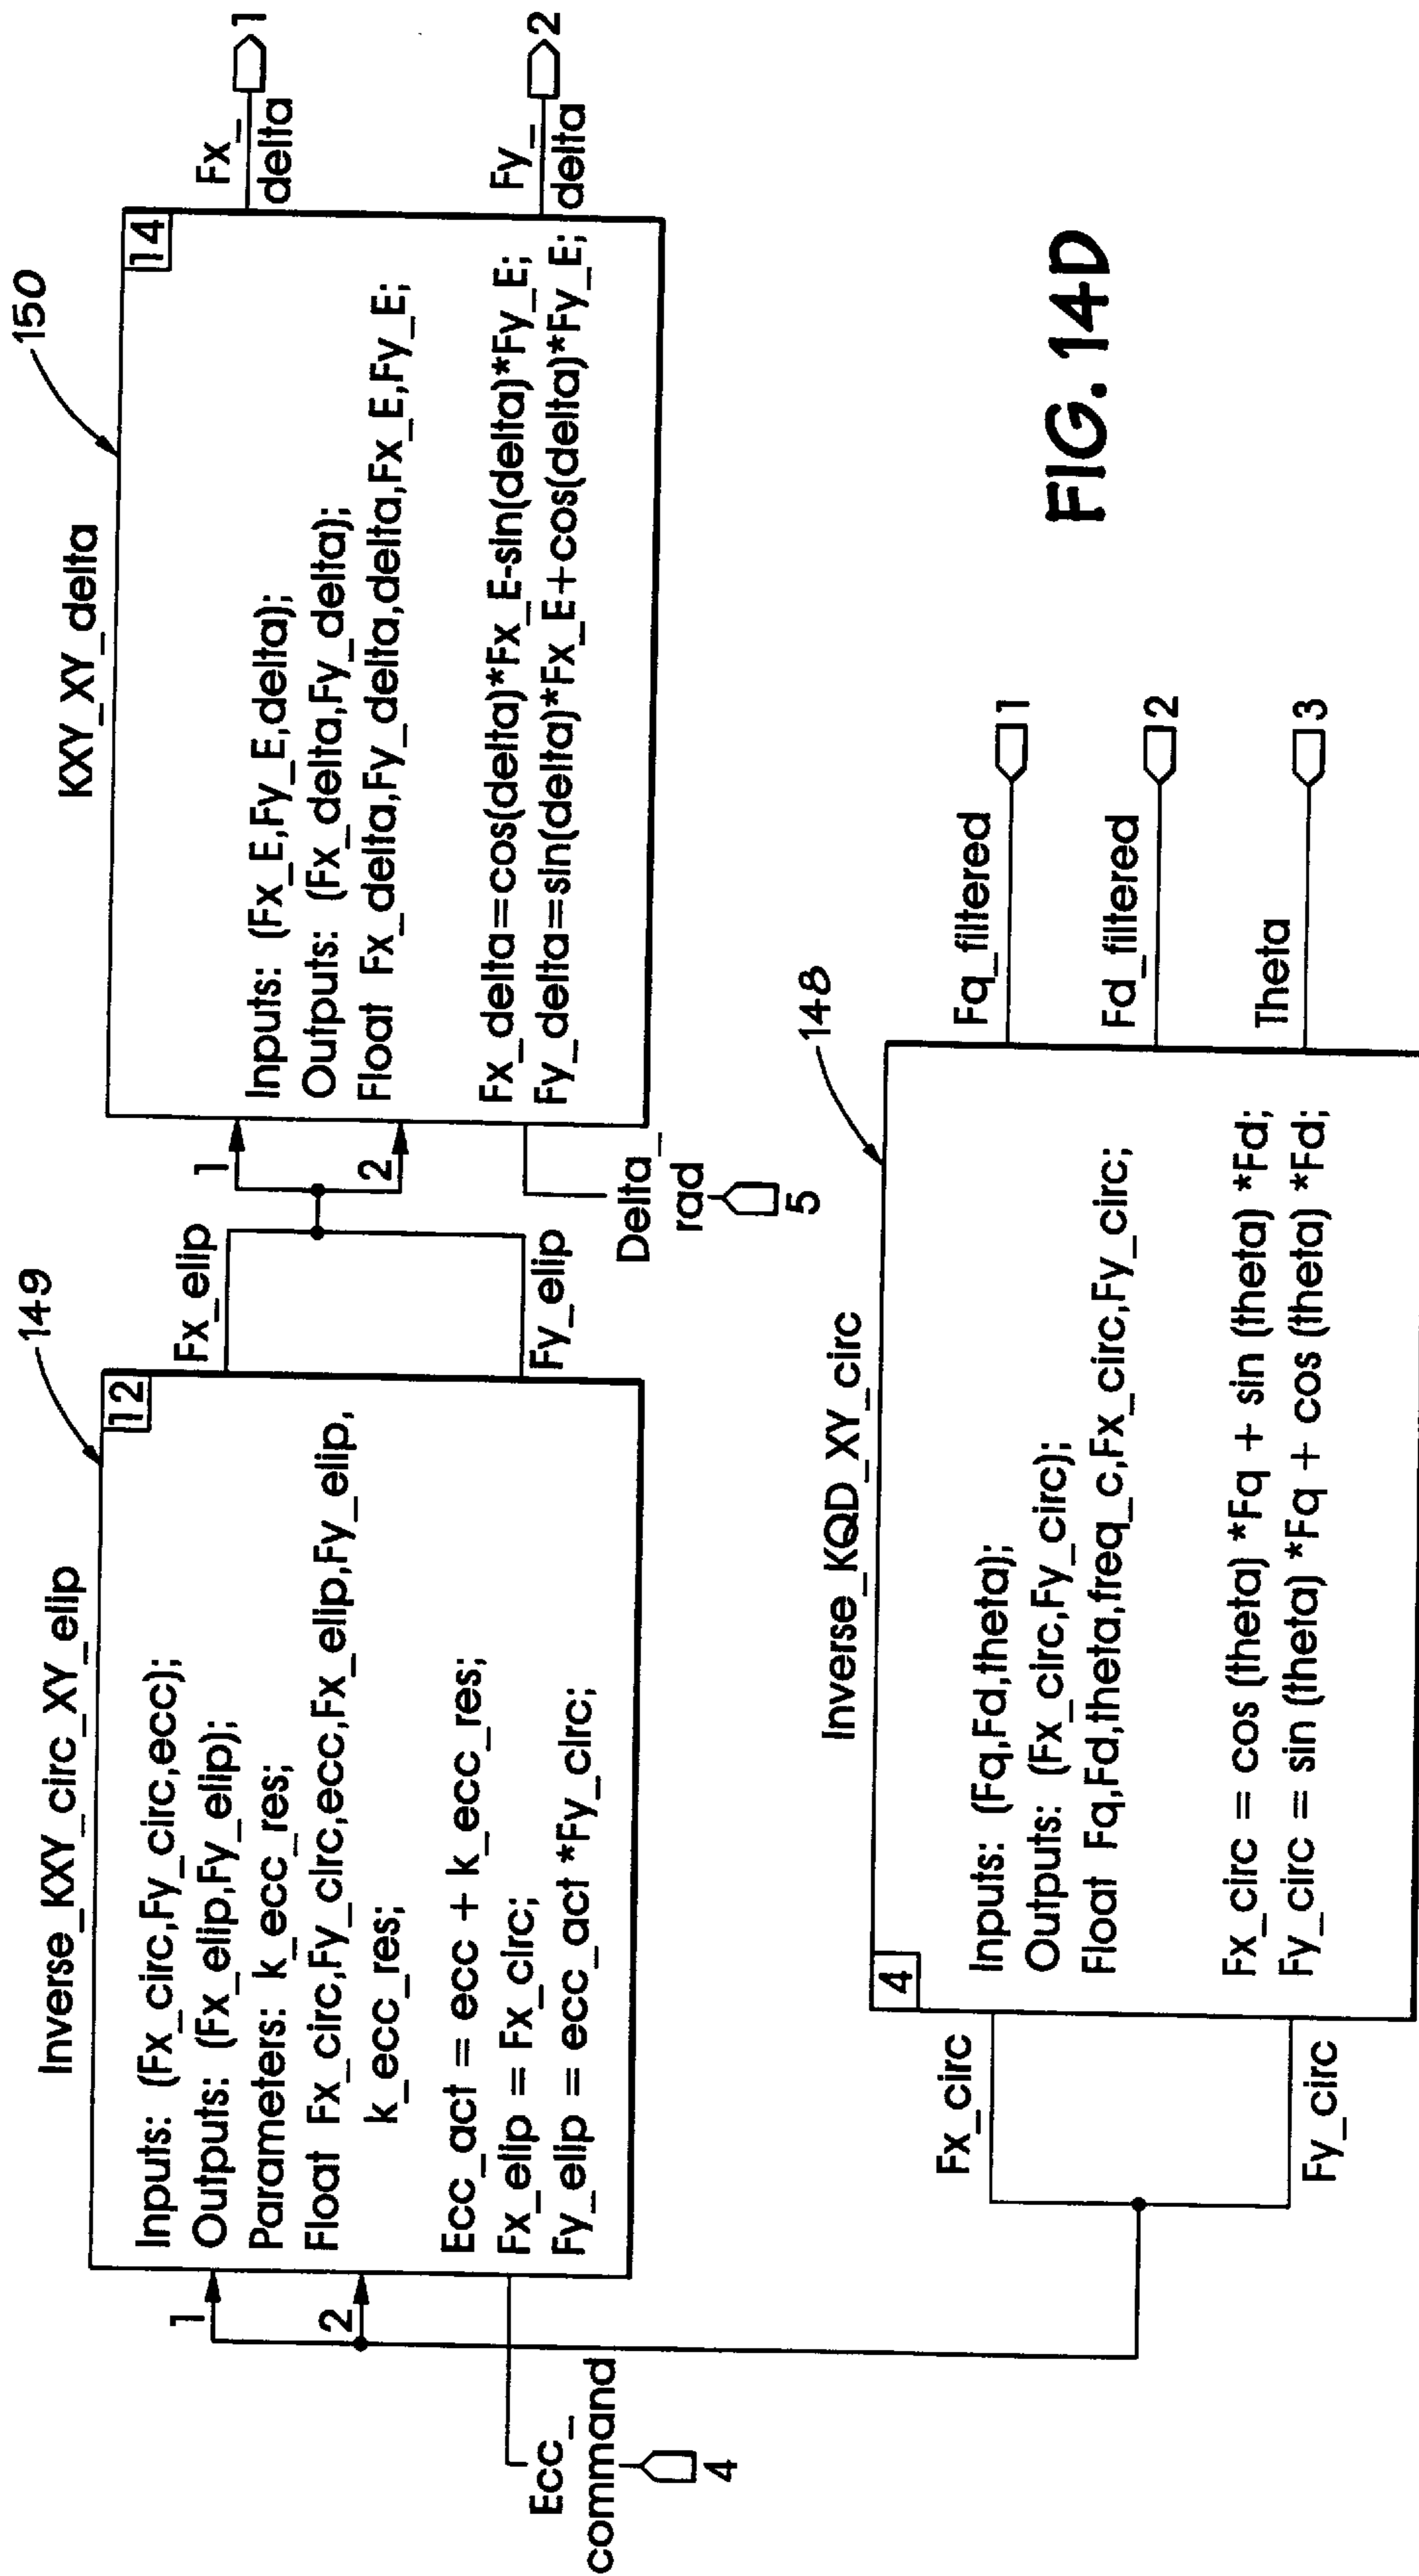 Inverse_KXY_circ_XY_elip
149
12
Inputs: (Fx_circ,Fy_circ,ecc);
Outputs: (Fx_elip,Fy_elip);
Parameters: k_ecc_res;
Float Fx_circ,Fy_circ,ecc,Fx_elip,Fy_elip,
k_ecc_res;
Ecc_act = ecc + k_ecc_res;
Fx_elip = Fx_circ;
Fy_elip = ecc_act *Fy_circ;
1
2
Ecc_
command
4
Fx_elip
Fy_elip
KXY_XY_delta
150
14
1
2
Inputs: (Fx_E,Fy_E,delta);
Outputs: (Fx_delta,Fy_delta);
Float Fx_delta,Fy_delta,delta,Fx_E,Fy_E;
Fx_delta=cos(delta)*Fx_E-sin(delta)*Fy_E;
Fy_delta=sin(delta)*Fx_E+cos(delta)*Fy_E;
Delta_
rad
5
Fx_
delta
1
Fy_
delta
2
Inverse_KQD_XY_circ
148
4
Inputs: (Fq,Fd,theta);
Outputs: (Fx_circ,Fy_circ);
Float Fq,Fd,theta,freq_c,Fx_circ,Fy_circ;
Fx_circ = cos (theta) *Fq + sin (theta) *Fd;
Fy_circ = sin (theta) *Fq + cos (theta) *Fd;
Fx_circ
Fy_circ
Fq_filtered
1
Fd_filtered
2
Theta
3
FIG. 14D